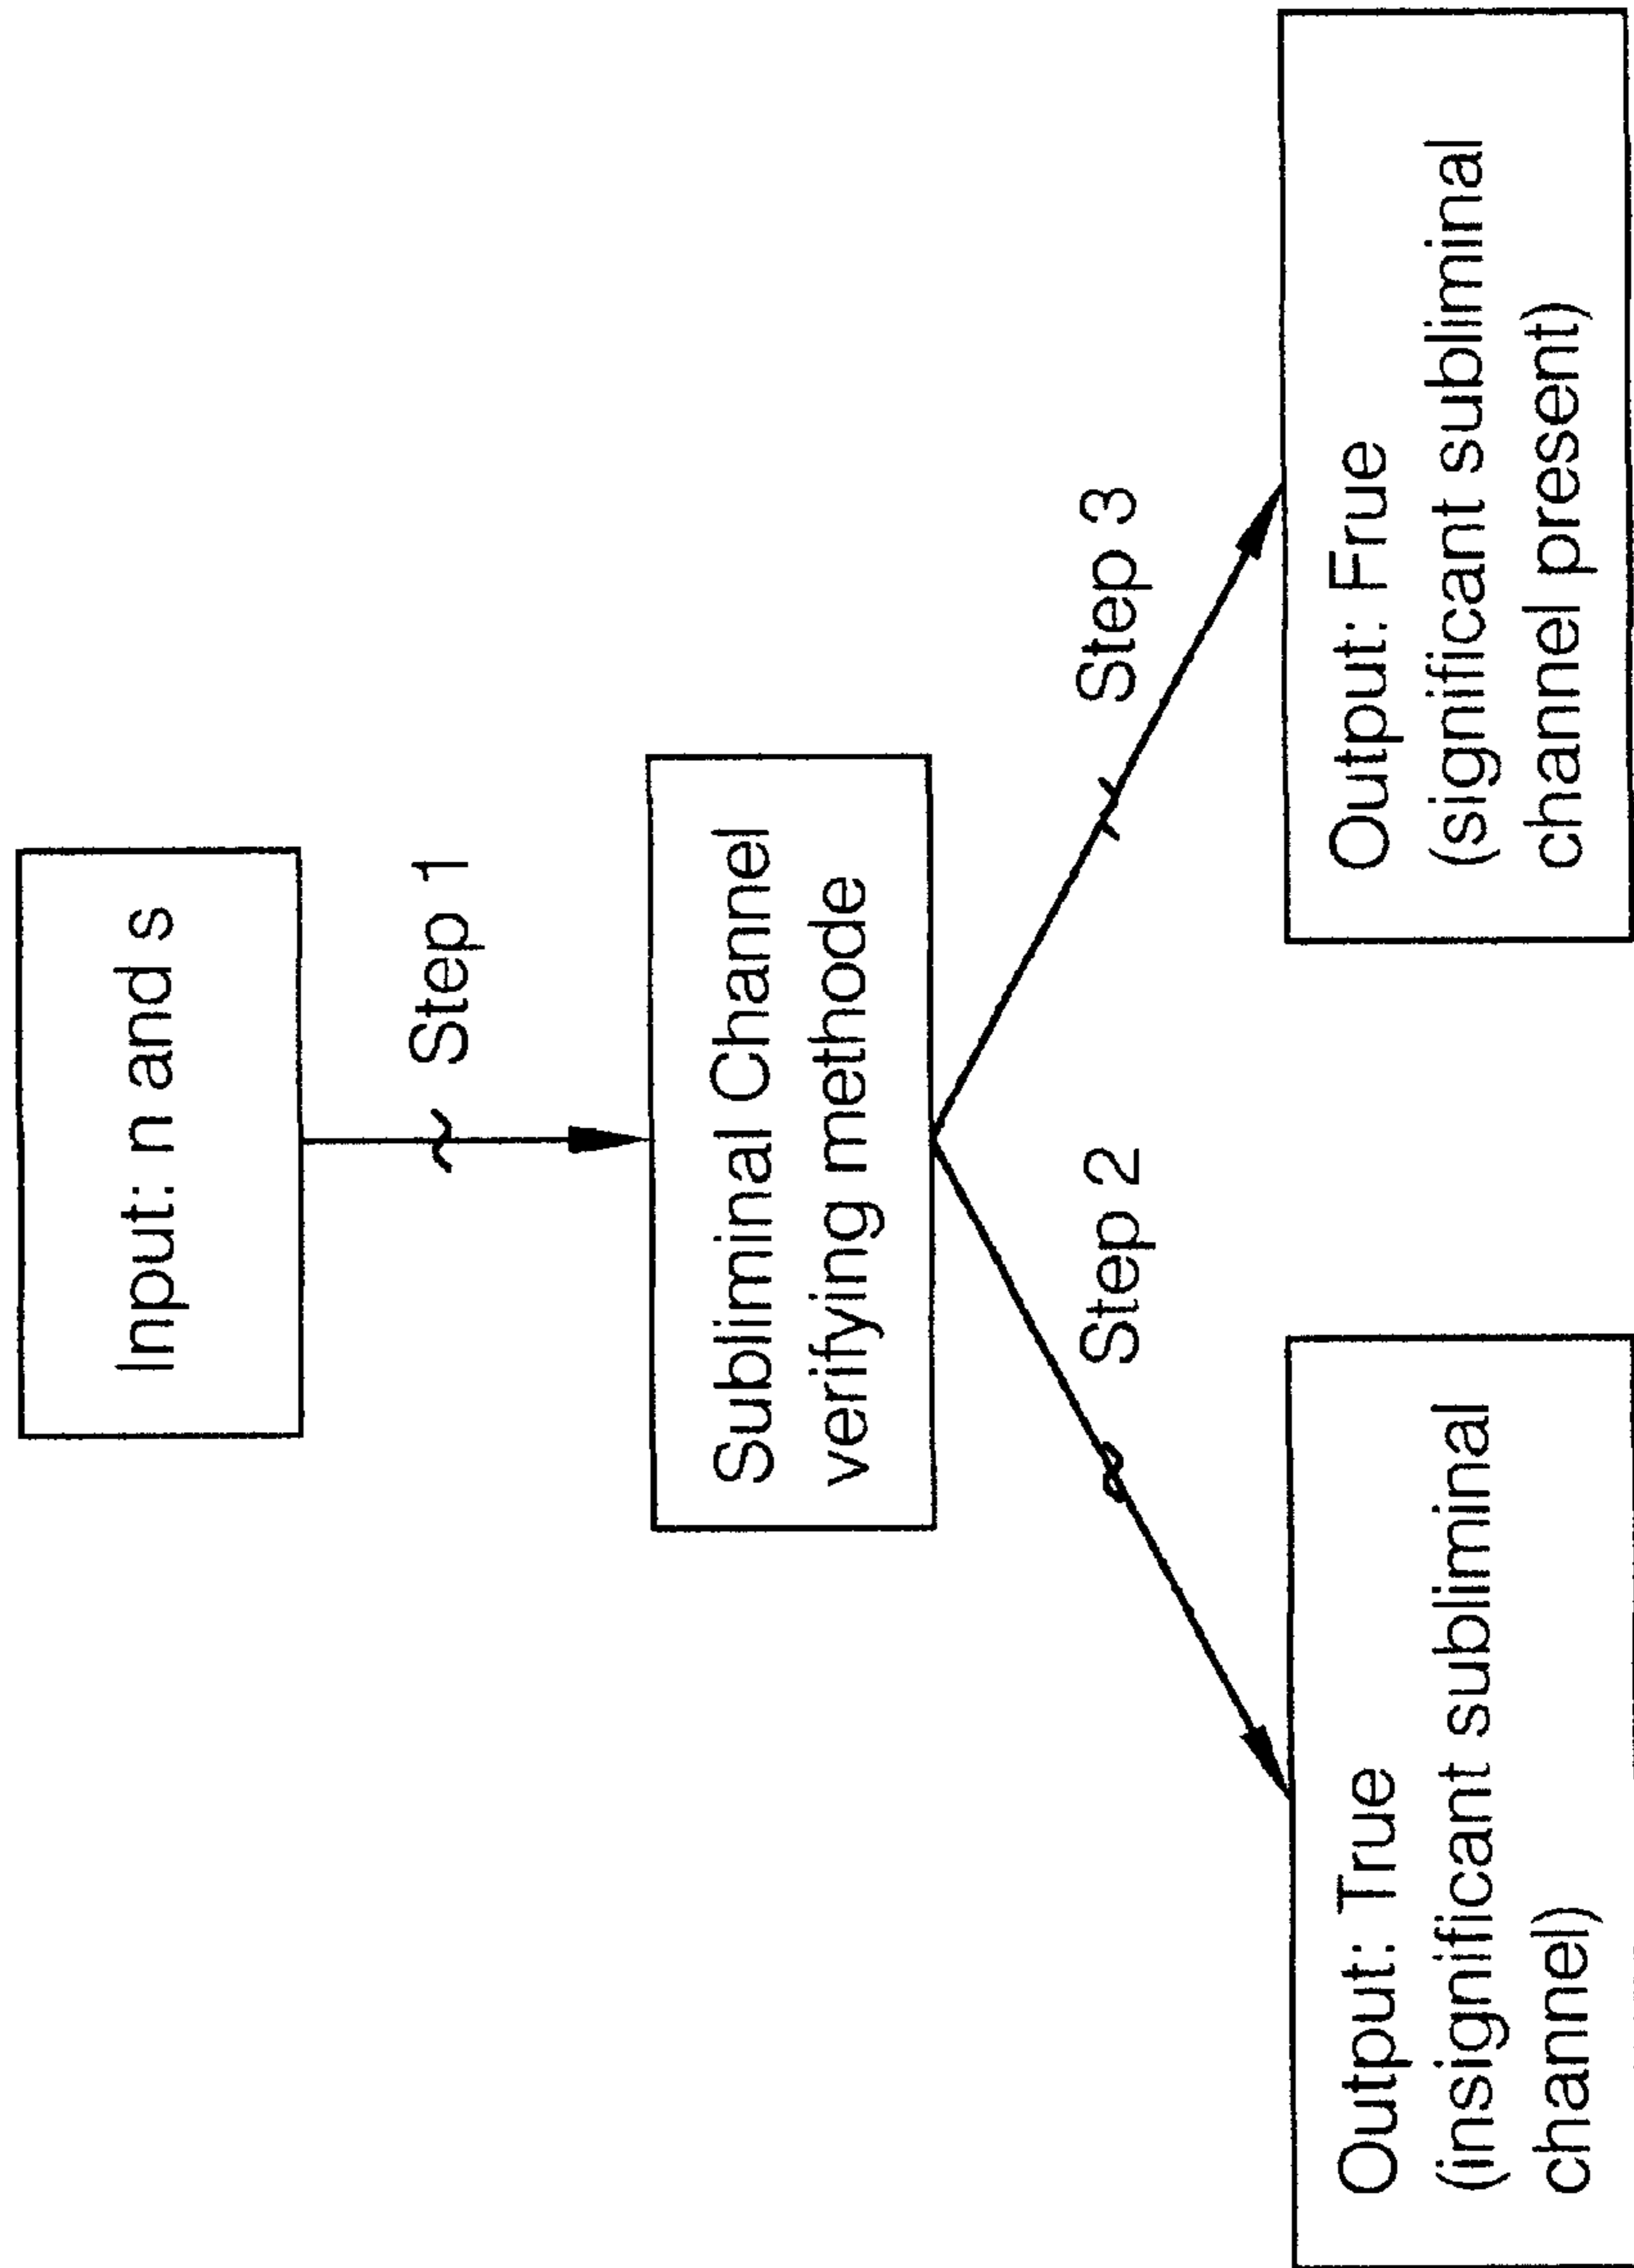 Input: n and s
Step 1
Subliminal Channel
verifying methode
Step 2
Step 3
Output: True
(insignificant subliminal
channel)
Output: Frue
(significant subliminal
channel present)